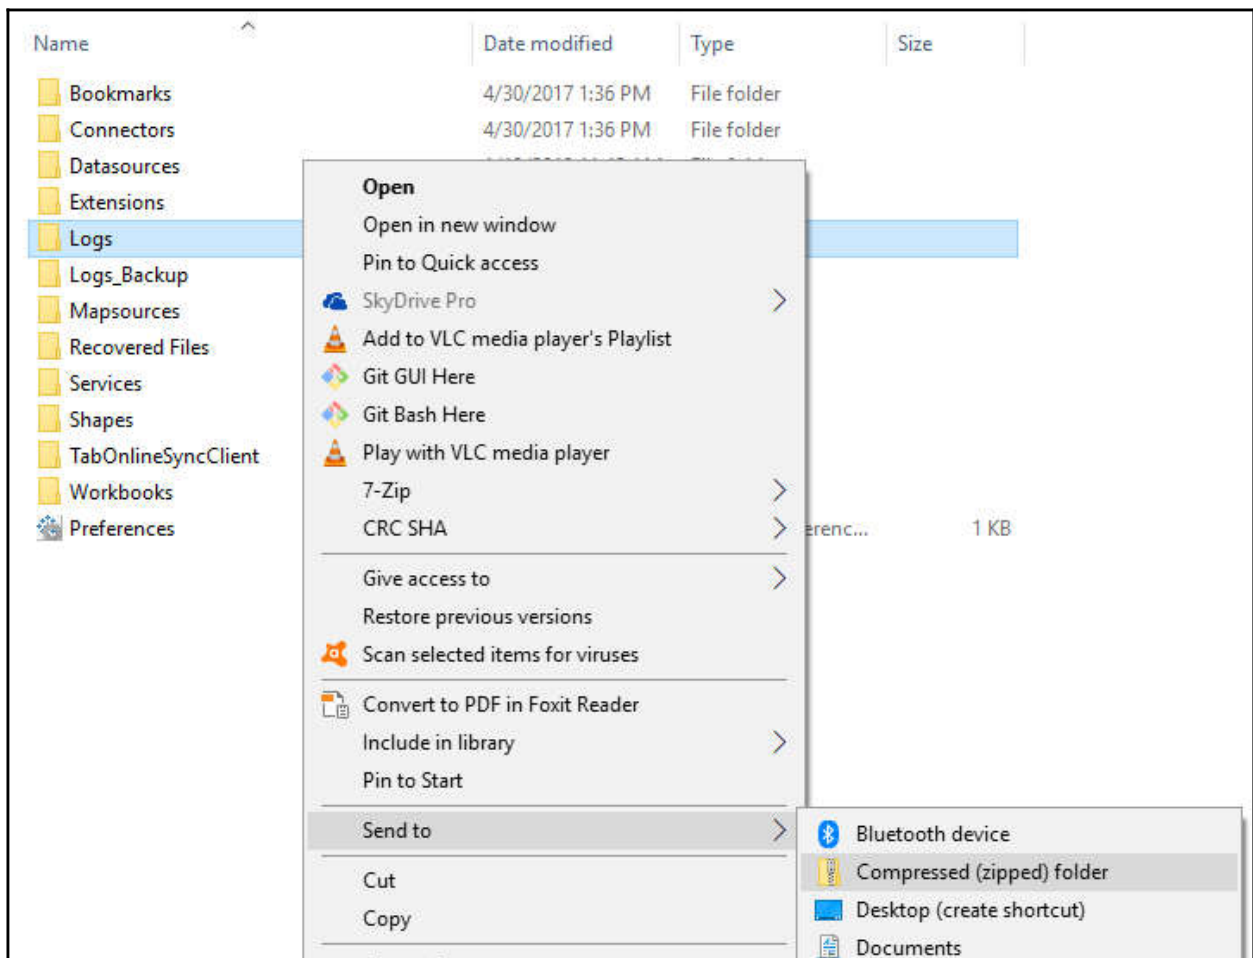 Name Date modified Type Size
Bookmarks 4/30/2017 1:36 PM File folder
Connectors 4/30/2017 1:36 PM File folder
Datasources
Extensions
Logs
Logs_Backup
Mapsources
Recovered Files
Services
Shapes
TabOnlineSyncClient
Workbooks
Preferences erenc... 1 KB
Open
Open in new window
Pin to Quick access
SkyDrive Pro
Add to VLC media player's Playlist
Git GUI Here
Git Bash Here
Play with VLC media player
7-Zip
CRC SHA
Give access to
Restore previous versions
Scan selected items for viruses
Convert to PDF in Foxit Reader
Include in library
Pin to Start
Send to
Cut
Copy
Bluetooth device
Compressed (zipped) folder
Desktop (create shortcut)
Documents